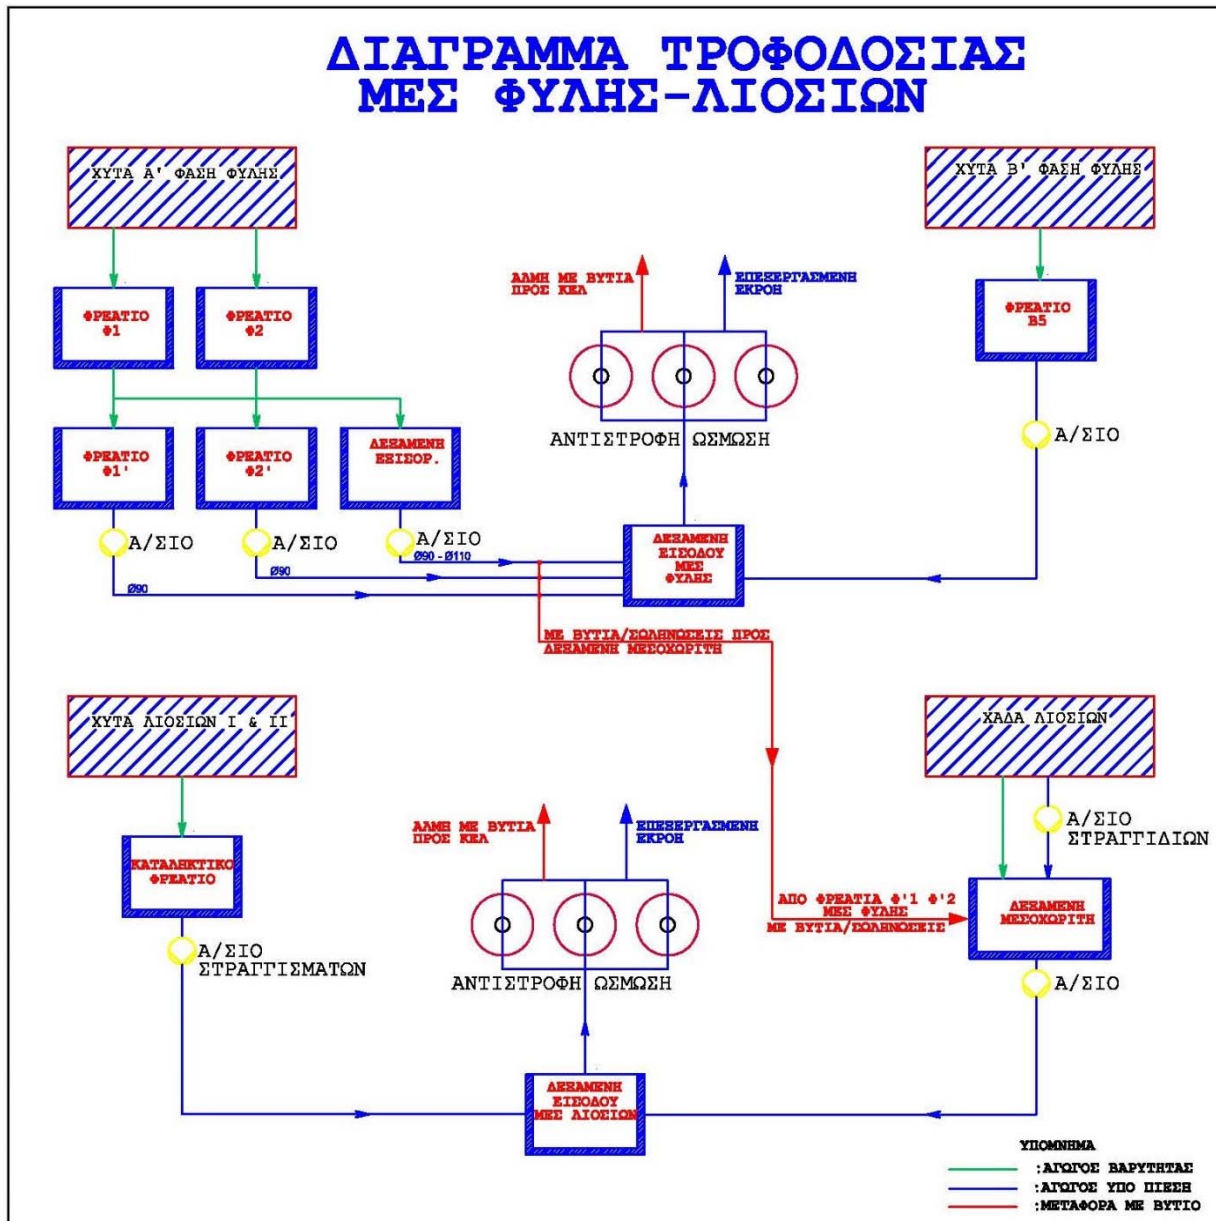 ΔΙΑΓΡΑΜΜΑ ΤΡΟΦΟΔΟΣΙΑΣ
ΜΕΣ ΦΥΛΗΣ-ΛΙΟΣΙΩΝ
ΧΥΤΑ Α' ΦΑΣΗ ΦΥΛΗΣ
ΧΥΤΑ Β' ΦΑΣΗ ΦΥΛΗΣ
ΦΡΕΑΤΙΟ
Φ1
ΦΡΕΑΤΙΟ
Φ2
ΑΛΜΗ ΜΕ ΒΥΤΙΑ
ΠΡΟΣ ΚΕΛ
ΕΠΕΞΕΡΓΑΣΜΕΝΗ
ΕΚΡΟΗ
ΦΡΕΑΤΙΟ
Β5
ΦΡΕΑΤΙΟ
Φ1'
ΦΡΕΑΤΙΟ
Φ2'
ΔΕΞΑΜΕΝΗ
ΕΞΙΣΟΡ.
ΑΝΤΙΣΤΡΟΦΗ ΩΣΜΩΣΗ
Α/ΣΙΟ
Α/ΣΙΟ
Α/ΣΙΟ
Α/ΣΙΟ
Ø90 - Ø110
Ø90
Ø90
ΔΕΞΑΜΕΝΗ
ΕΙΣΟΔΟΥ
ΜΕΣ
ΦΥΛΗΣ
ΜΕ ΒΥΤΙΑ/ΣΩΛΗΝΩΣΕΙΣ ΠΡΟΣ
ΔΕΞΑΜΕΝΗ ΜΕΣΟΧΩΡΙΤΗ
ΧΥΤΑ ΛΙΟΣΙΩΝ Ι & ΙΙ
ΧΑΔΑ ΛΙΟΣΙΩΝ
ΑΛΜΗ ΜΕ ΒΥΤΙΑ
ΠΡΟΣ ΚΕΛ
ΕΠΕΞΕΡΓΑΣΜΕΝΗ
ΕΚΡΟΗ
Α/ΣΙΟ
ΣΤΡΑΓΓΙΔΙΩΝ
ΚΑΤΑΛΗΚΤΙΚΟ
ΦΡΕΑΤΙΟ
ΑΠΟ ΦΡΕΑΤΙΑ Φ'1 Φ'2
ΜΕΣ ΦΥΛΗΣ
ΜΕ ΒΥΤΙΑ/ΣΩΛΗΝΩΣΕΙΣ
ΔΕΞΑΜΕΝΗ
ΜΕΣΟΧΩΡΙΤΗ
Α/ΣΙΟ
ΣΤΡΑΓΓΙΣΜΑΤΩΝ
ΑΝΤΙΣΤΡΟΦΗ ΩΣΜΩΣΗ
Α/ΣΙΟ
ΔΕΞΑΜΕΝΗ
ΕΙΣΟΔΟΥ
ΜΕΣ ΛΙΟΣΙΩΝ
ΥΠΟΜΝΗΜΑ
:ΑΓΩΓΟΣ ΒΑΡΥΤΗΤΑΣ
:ΑΓΩΓΟΣ ΥΠΟ ΠΙΕΣΗ
:ΜΕΤΑΦΟΡΑ ΜΕ ΒΥΤΙΟ